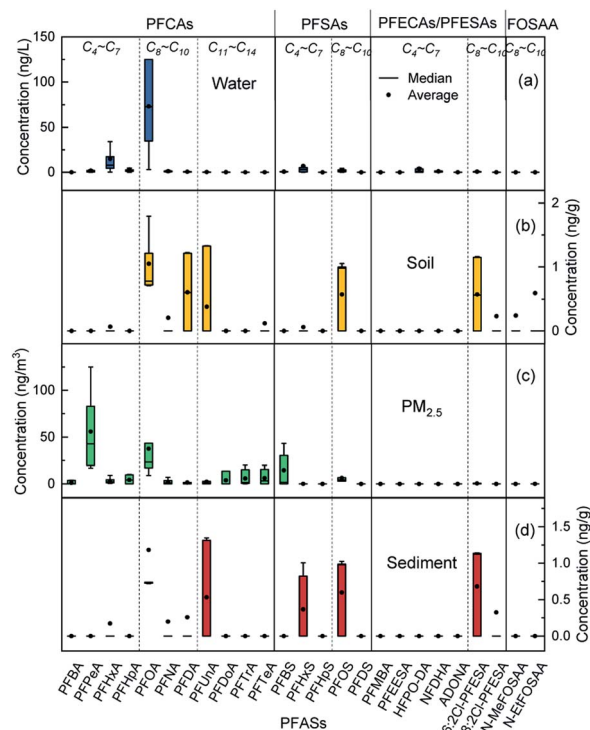 PFCAs PFSAs PFECAs/PFESAs FOSAA
C4~C7 C8~C10 C11~C14 C4~C7 C8~C10 C4~C7 C8~C10 C8~C10
150
100
50
0
Concentration (ng/L)
Water
Median
Average
(a)
(b)
Soil
2
1
0
Concentration (ng/g)
100
50
0
Concentration (ng/m3)
(c)
PM2.5
(d)
Sediment
1.5
1.0
0.5
0.0
Concentration (ng/g)
PFBA
PFPeA
PFHxA
PFHpA
PFOA
PFNA
PFDA
PFUnA
PFDoA
PFTrA
PFTeA
PFBS
PFHxS
PFHpS
PFOS
PFDS
PFMBA
PFEESA
HFPO-DA
NFDHA
ADONA
6:2Cl-PFESA
8:2Cl-PFESA
N-MeFOSAA
N-EtFOSAA
PFASs